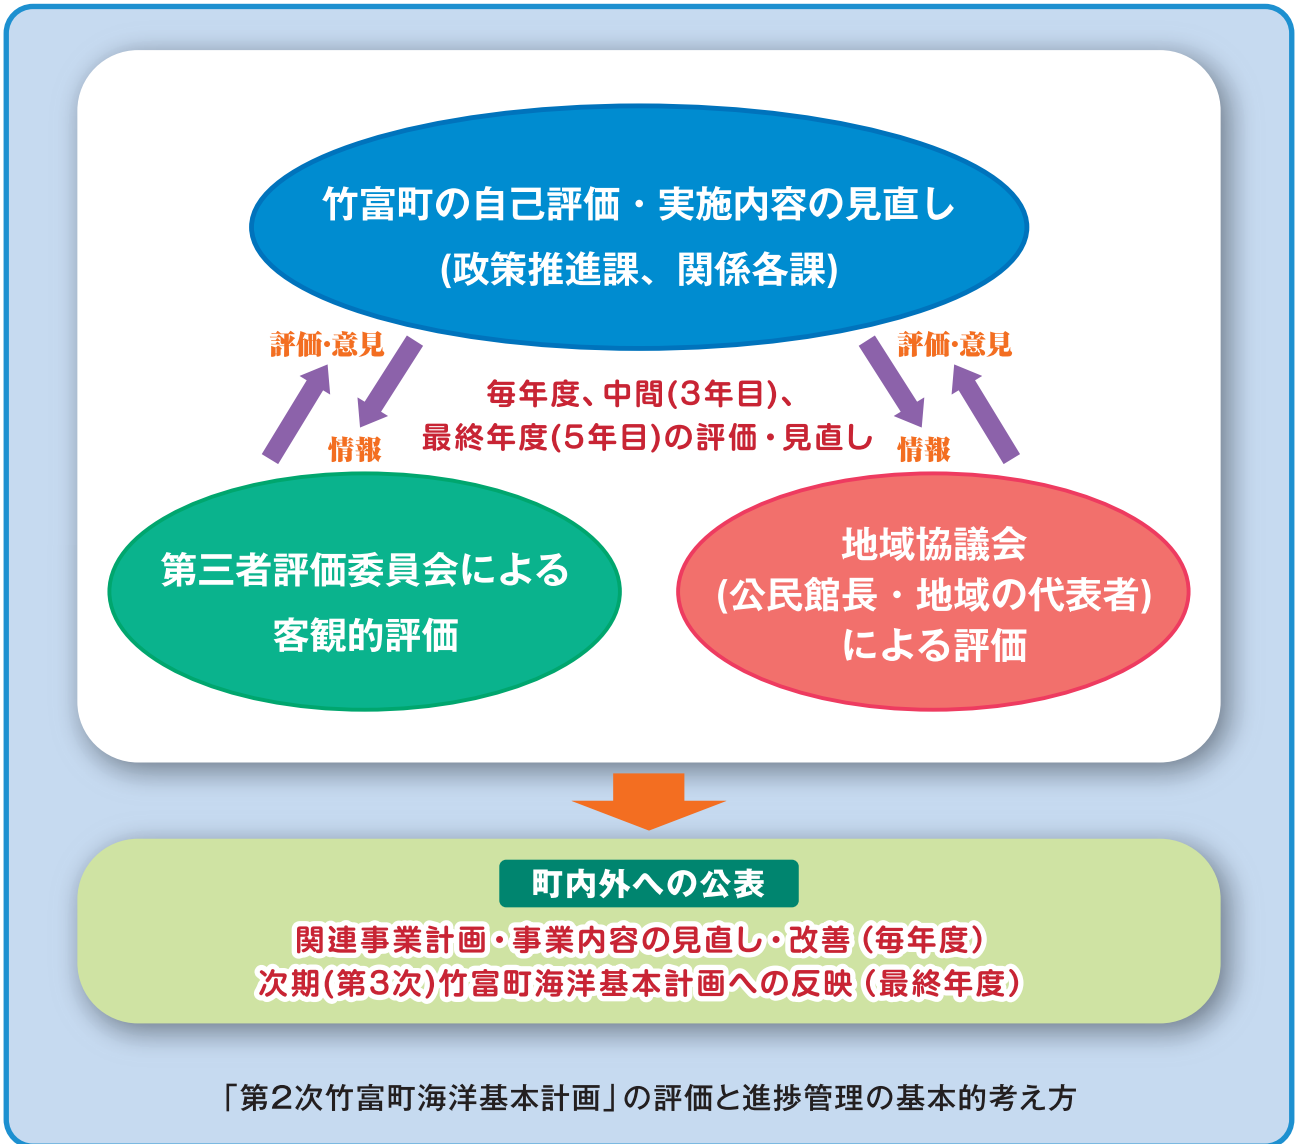 竹富町の自己評価・実施内容の見直し
(政策推進課、関係各課)
評価・意見
評価・意見
毎年度、中間(3年目)、
最終年度(5年目)の評価・見直し
情報
情報
第三者評価委員会による
客観的評価
地域協議会
(公民館長・地域の代表者)
による評価
町内外への公表
関連事業計画・事業内容の見直し・改善（毎年度）
次期(第3次)竹富町海洋基本計画への反映（最終年度）
「第2次竹富町海洋基本計画」の評価と進捗管理の基本的考え方